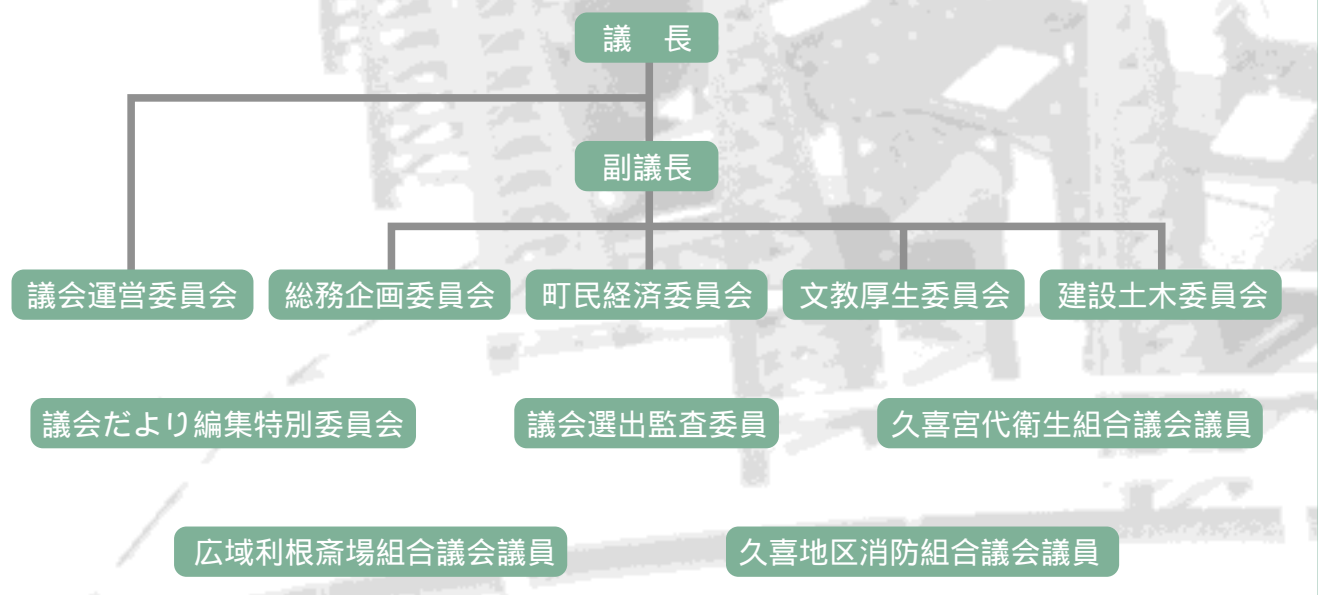 議　長
副議長
議会運営委員会
総務企画委員会
町民経済委員会
文教厚生委員会
建設土木委員会
議会だより編集特別委員会
議会選出監査委員
久喜宮代衛生組合議会議員
広域利根斎場組合議会議員
久喜地区消防組合議会議員